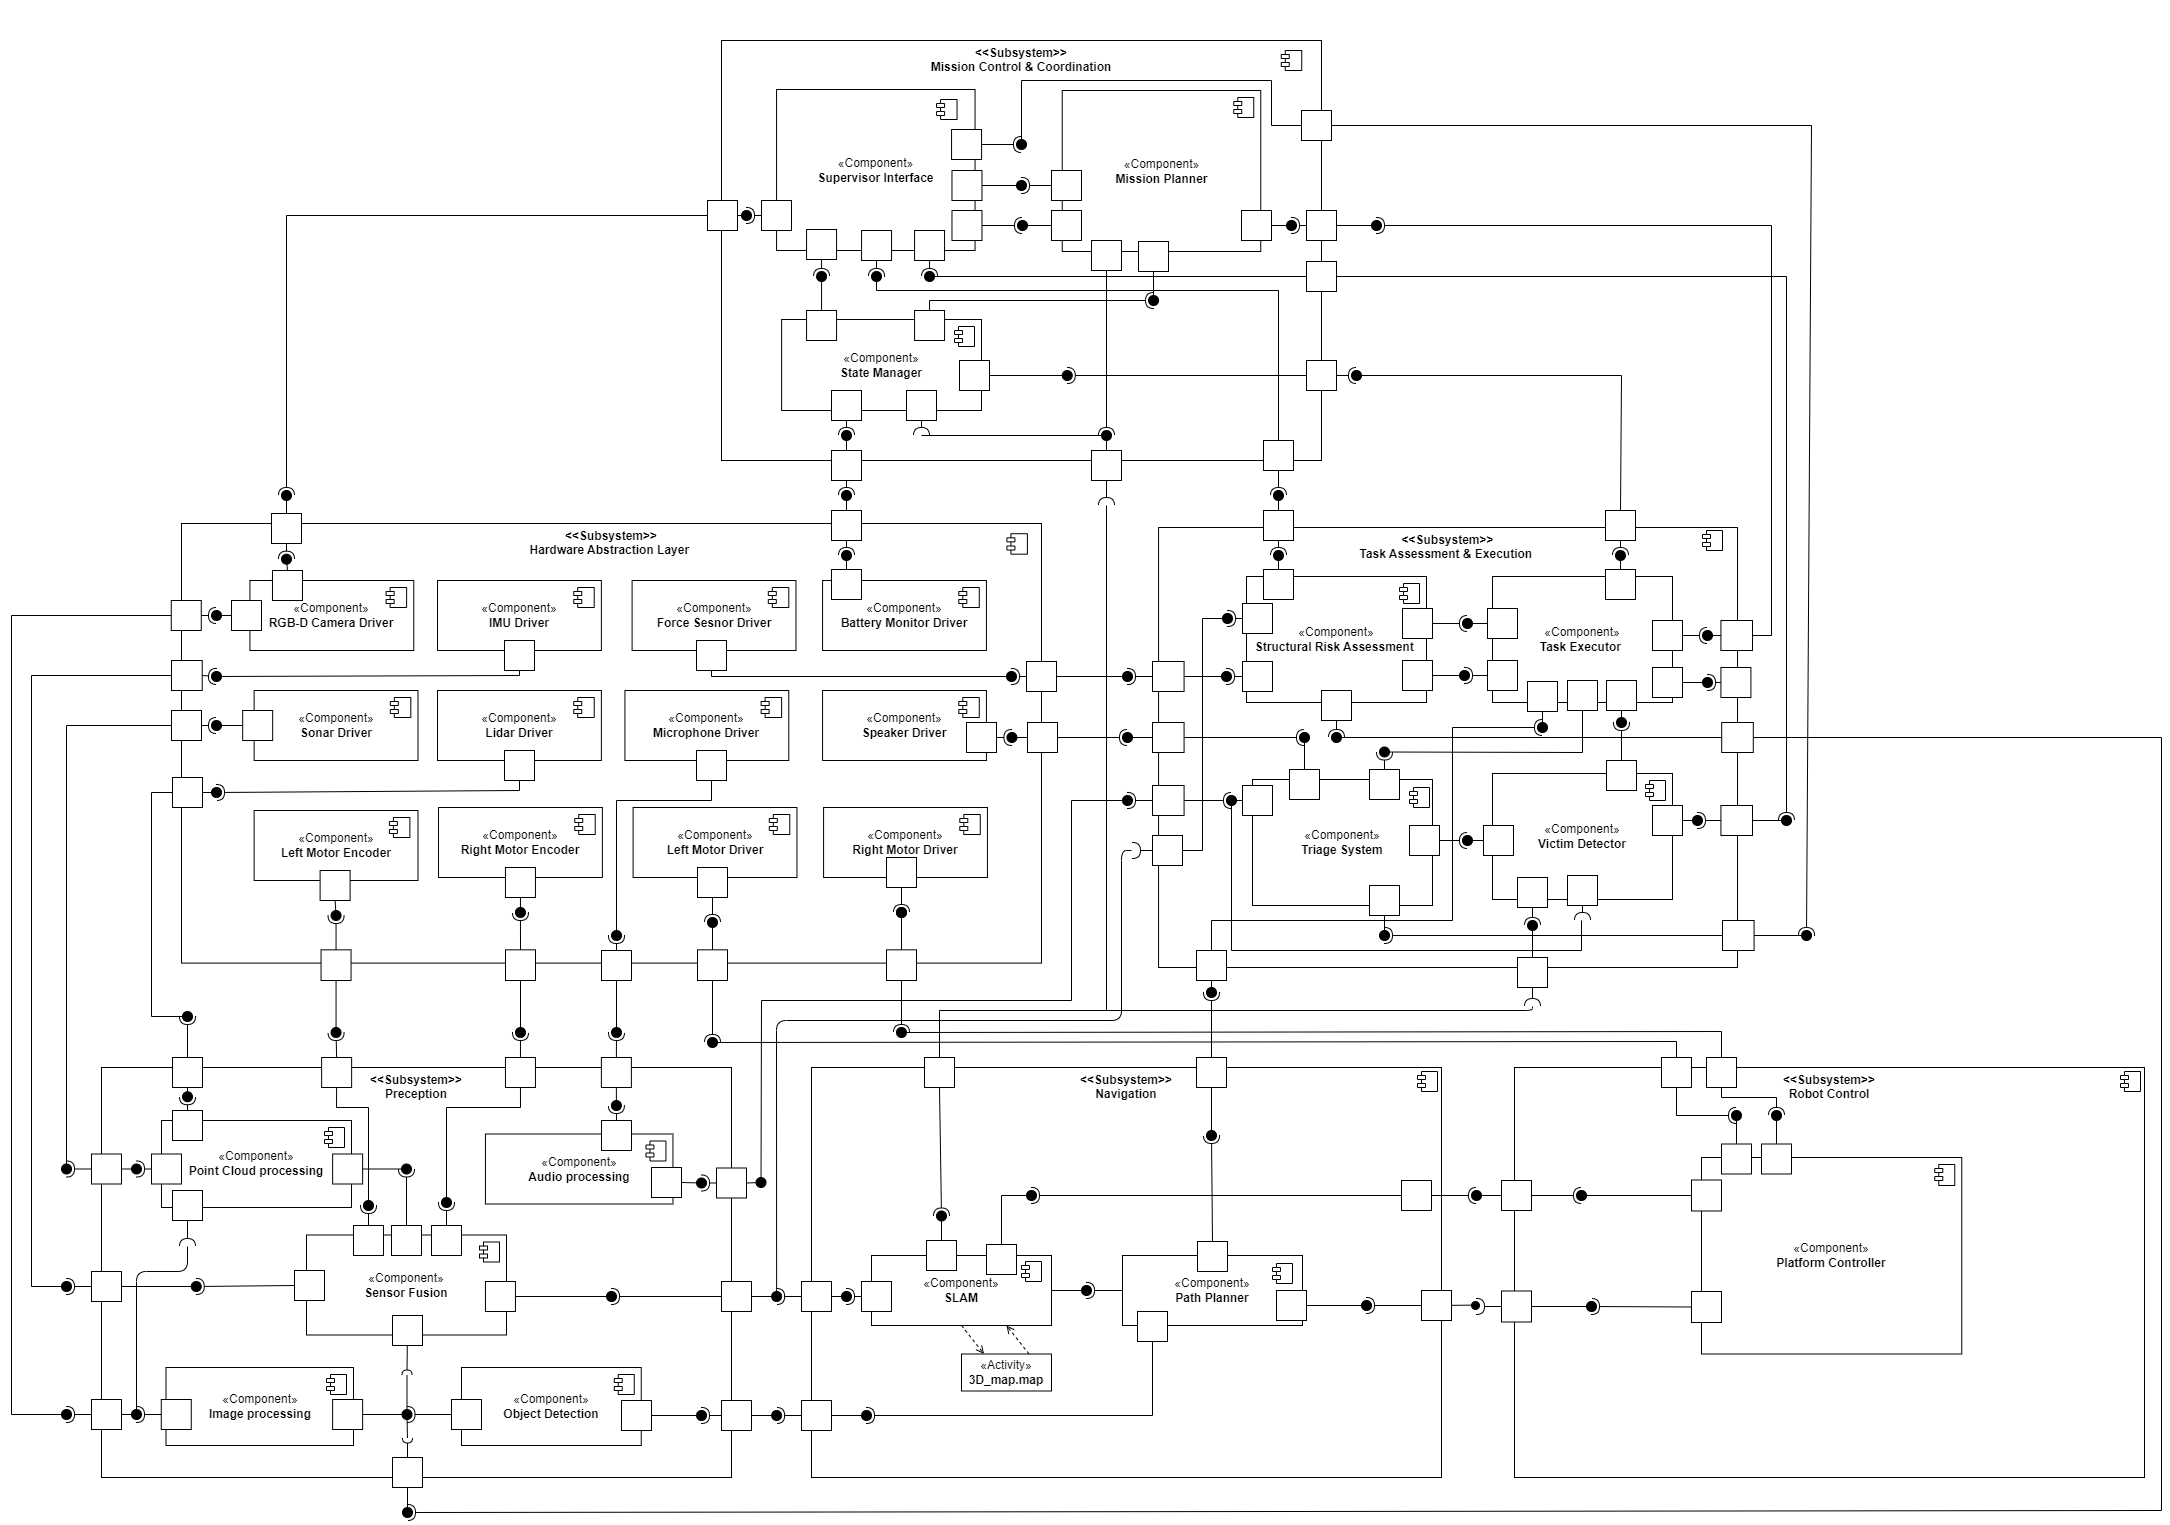 <<Subsystem>>
Mission Control & Coordination
«Component»
Supervisor Interface
«Component»
Mission Planner
«Component»
State Manager
<<Subsystem>>
Hardware Abstraction Layer
«Component»
RGB-D Camera Driver
«Component»
IMU Driver
«Component»
Force Sesnor Driver
«Component»
Battery Monitor Driver
«Component»
Sonar Driver
«Component»
Lidar Driver
«Component»
Microphone Driver
«Component»
Speaker Driver
«Component»
Left Motor Encoder
«Component»
Right Motor Encoder
«Component»
Left Motor Driver
«Component»
Right Motor Driver
<<Subsystem>>
Task Assessment & Execution
«Component»
Structural Risk Assessment
«Component»
Task Executor
«Component»
Triage System
«Component»
Victim Detector
<<Subsystem>>
Preception
«Component»
Point Cloud processing
«Component»
Audio processing
«Component»
Sensor Fusion
«Component»
Image processing
«Component»
Object Detection
<<Subsystem>>
Navigation
«Component»
SLAM
«Component»
Path Planner
«Activity»
3D_map.map
<<Subsystem>>
Robot Control
«Component»
Platform Controller